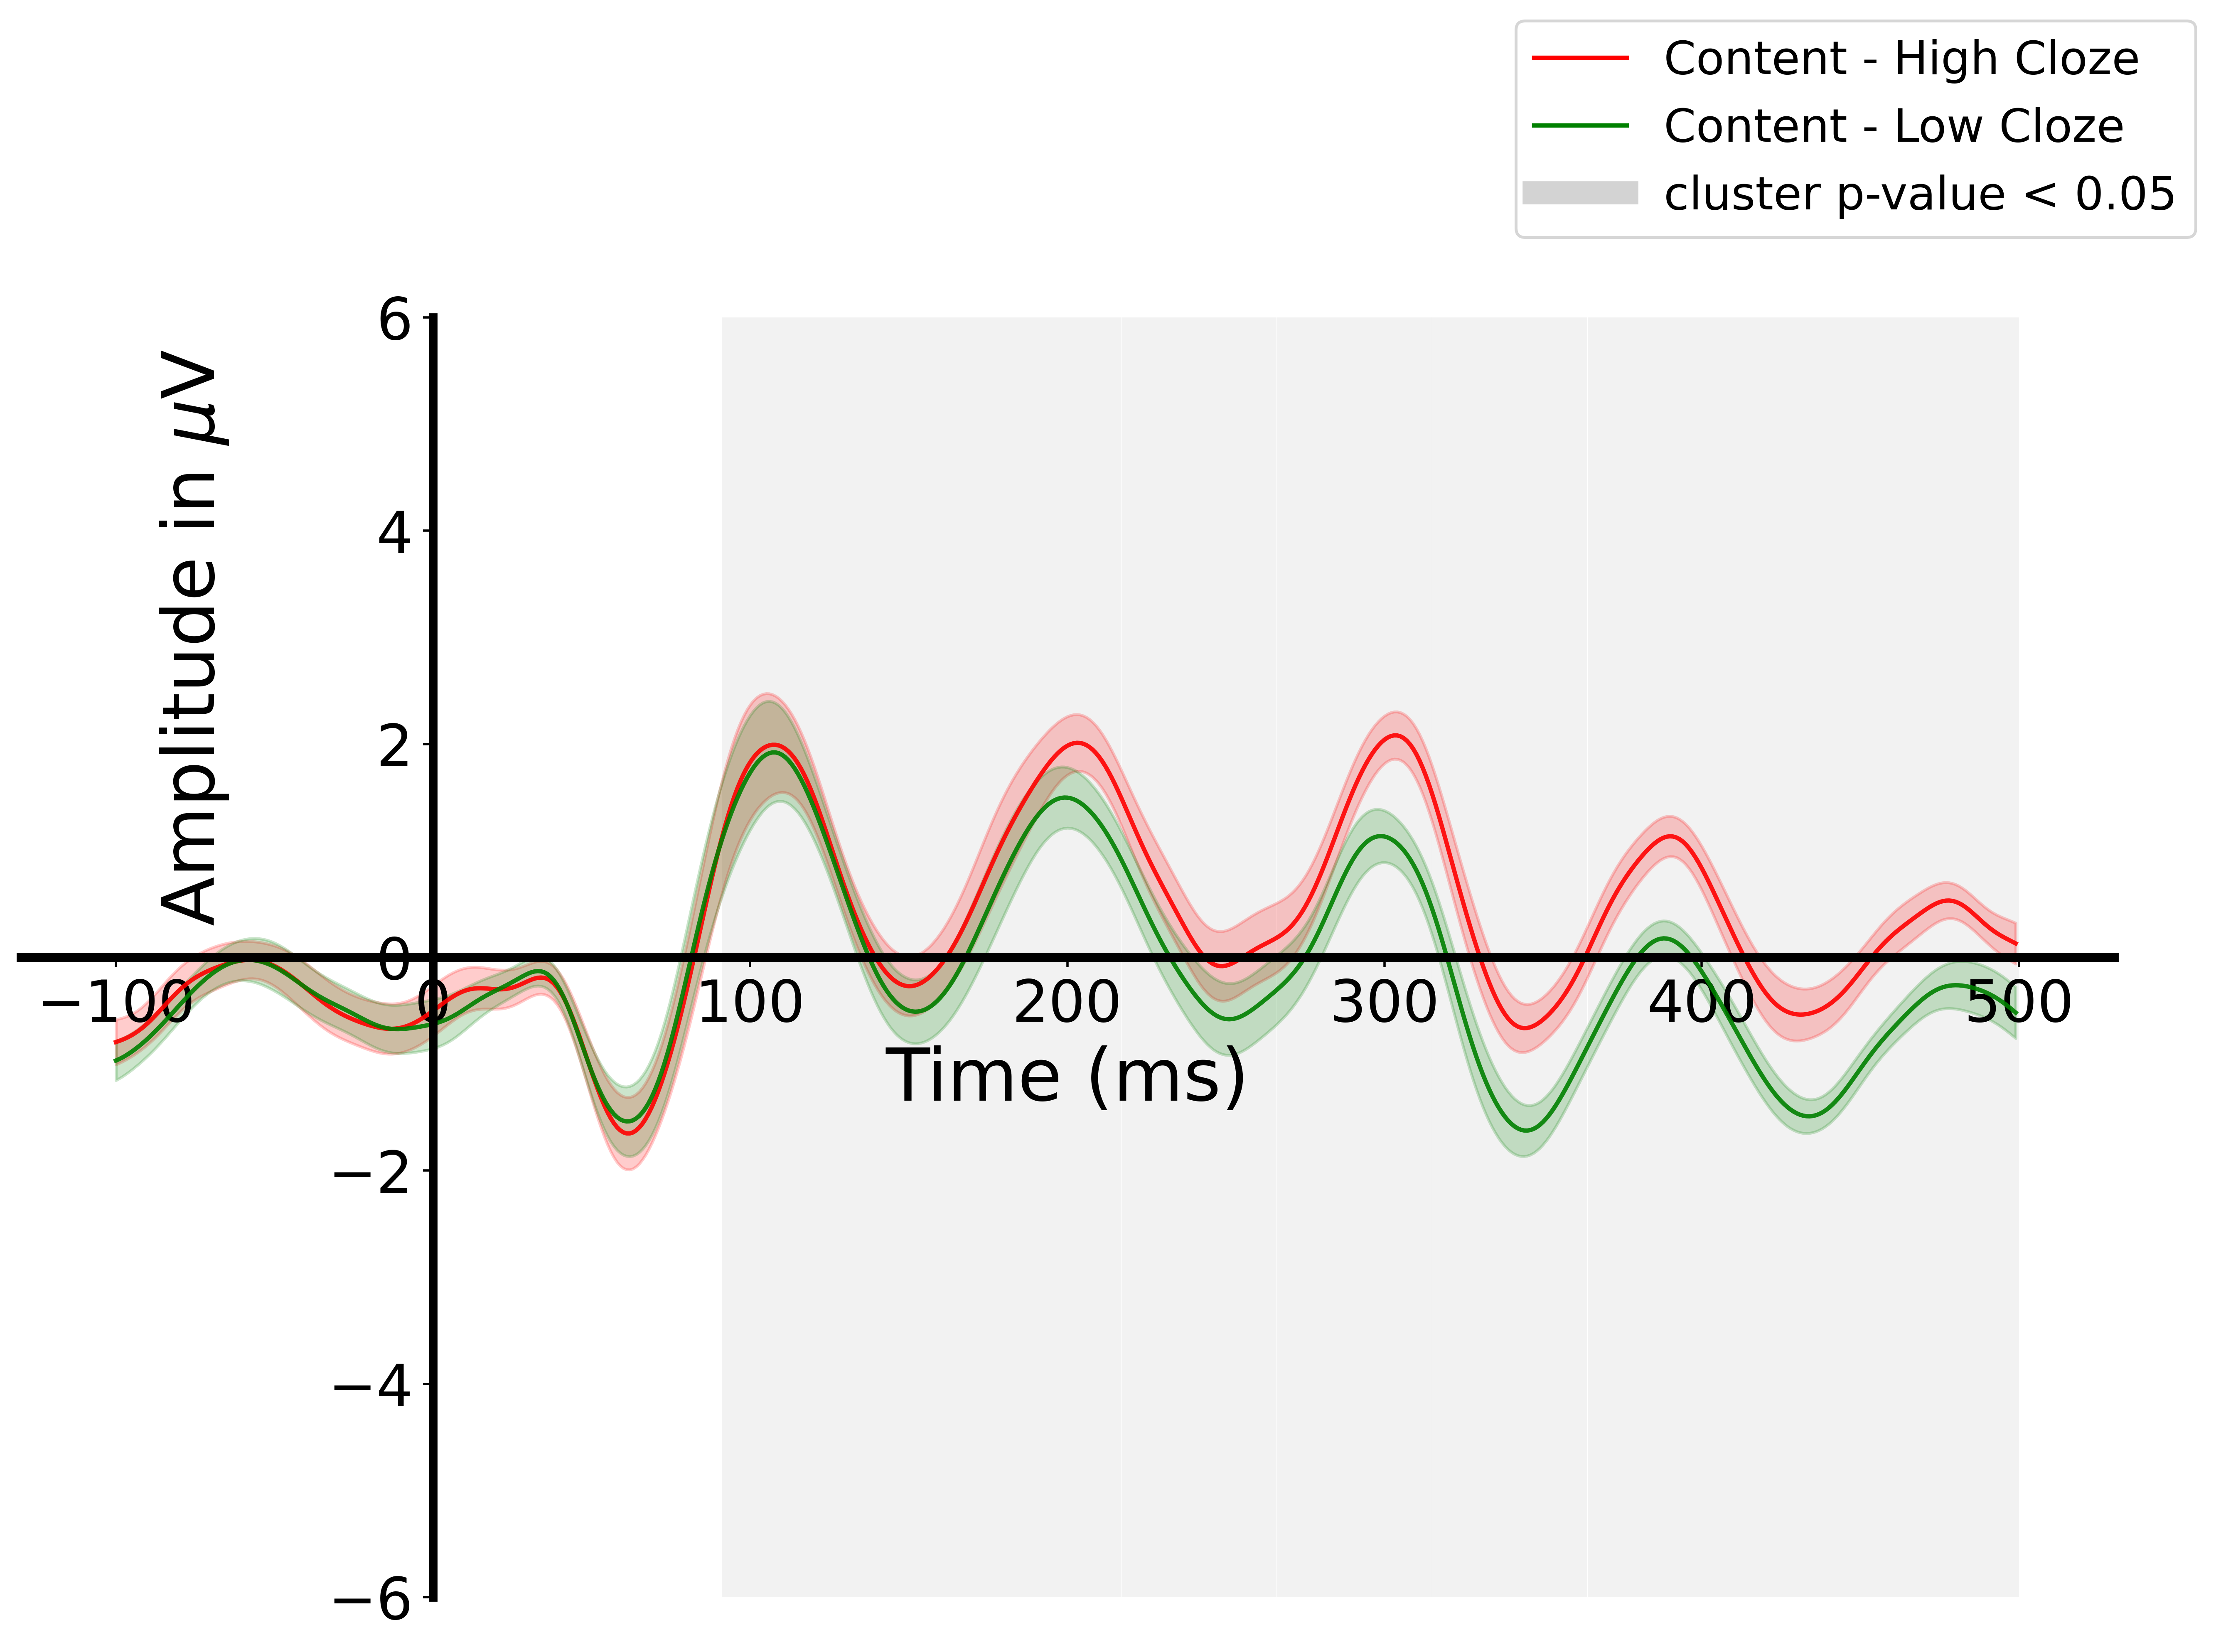 Content - High Cloze
Content - Low Cloze
cluster p-value < 0.05
Amplitude in μV
6
4
2
0
−2
−4
−6
−100
0
100
200
300
400
500
Time (ms)